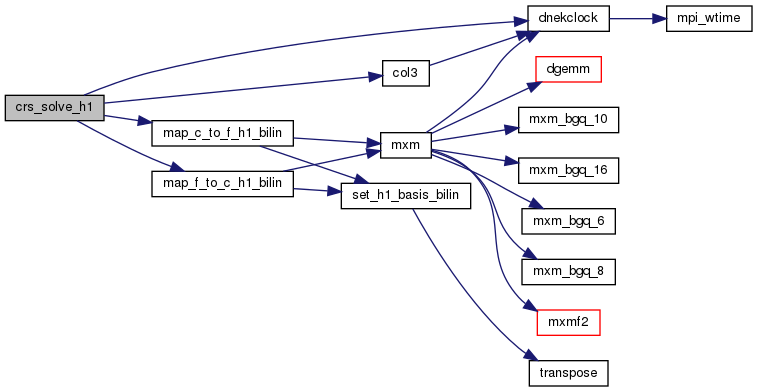 crs_solve_h1
dnekclock
mpi_wtime
col3
dgemm
map_c_to_f_h1_bilin
mxm
mxm_bgq_10
mxm_bgq_16
map_f_to_c_h1_bilin
set_h1_basis_bilin
mxm_bgq_6
mxm_bgq_8
mxmf2
transpose